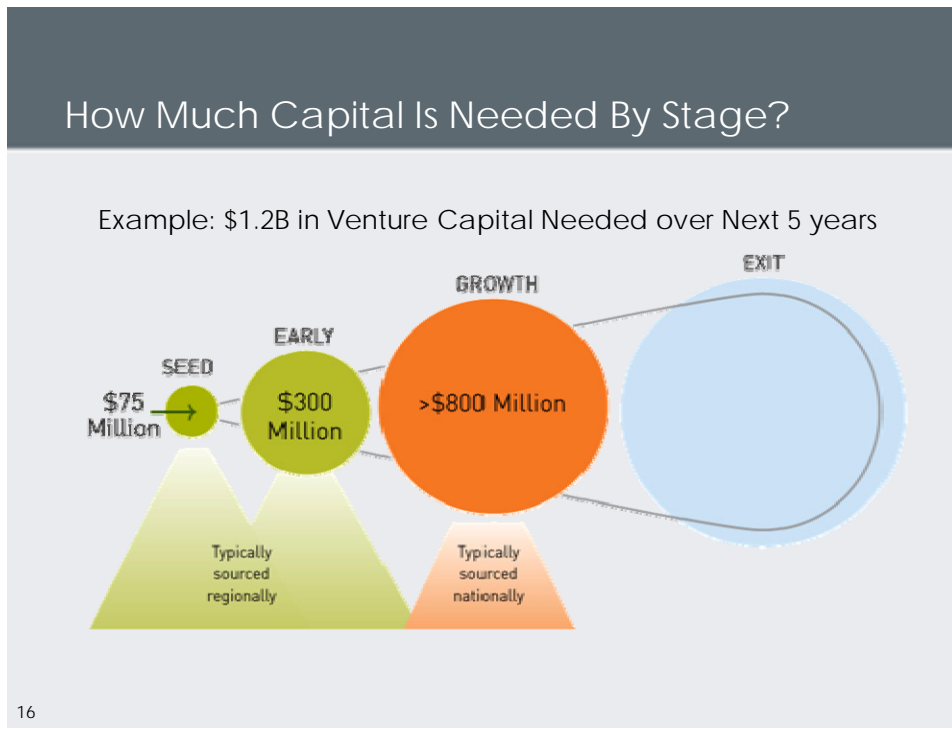 How Much Capital Is Needed By Stage?
Example: $1.2B in Venture Capital Needed over Next 5 years
SEED
$75
Million
EARLY
$300
Million
GROWTH
>$800 Million
EXIT
Typically
sourced
regionally
Typically
sourced
nationally
16